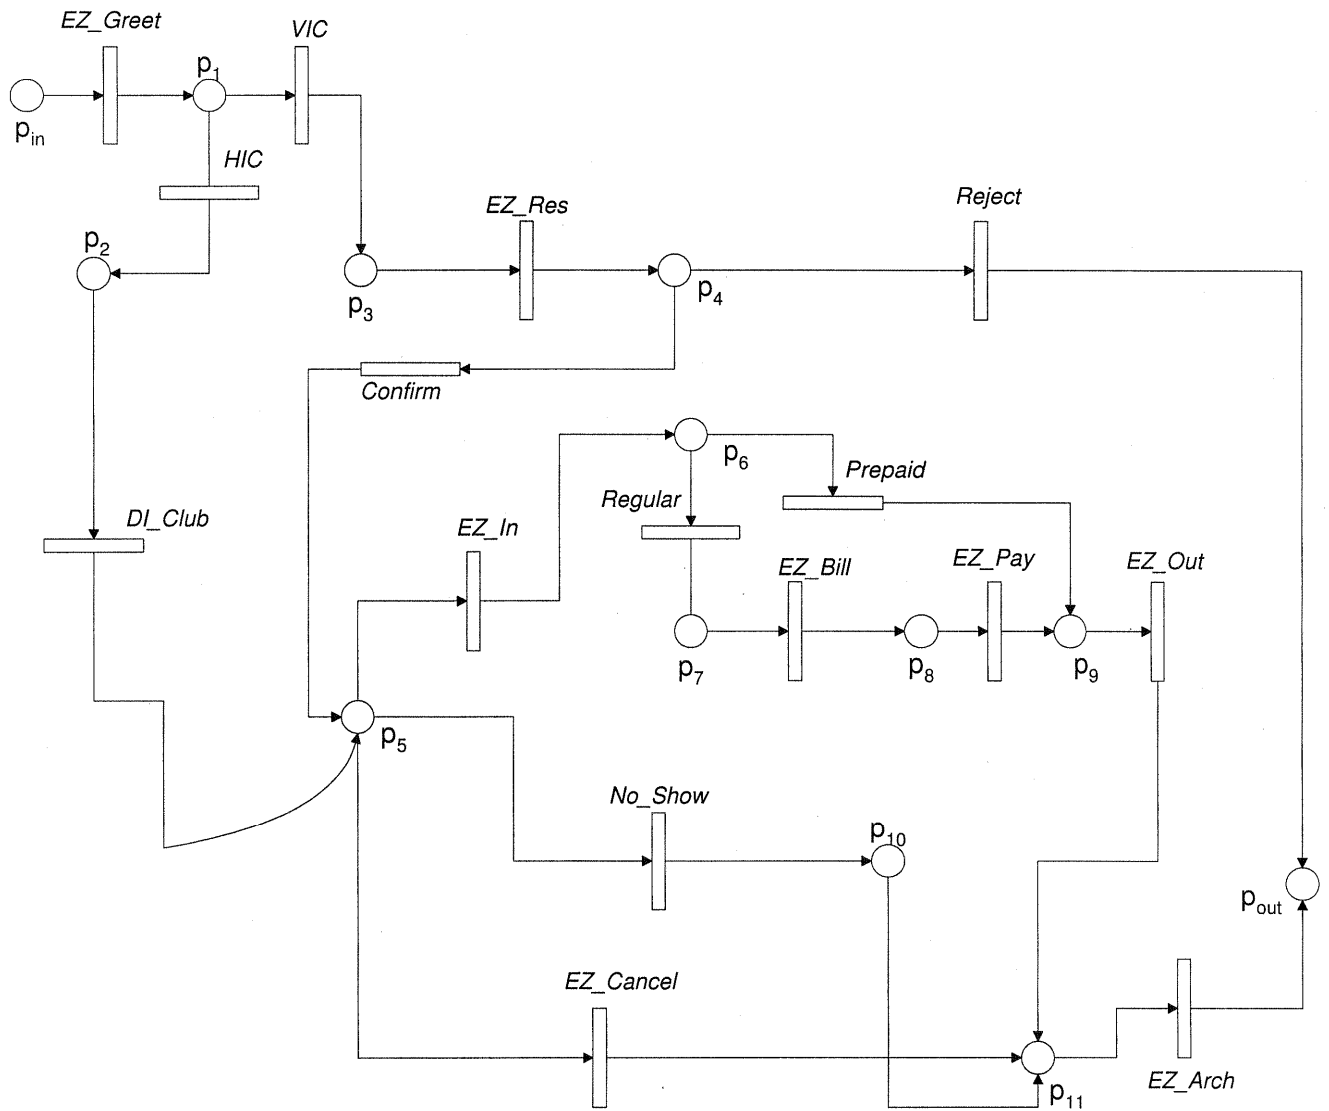 EZ_Greet
VIC
p1
pin
HIC
EZ_Res
Reject
p2
p3
p4
Confirm
p6
Prepaid
Regular
DI_Club
EZ_In
EZ_Bill
EZ_Pay
EZ_Out
p7
p8
p9
p5
No_Show
p10
pout
EZ_Cancel
EZ_Arch
p11